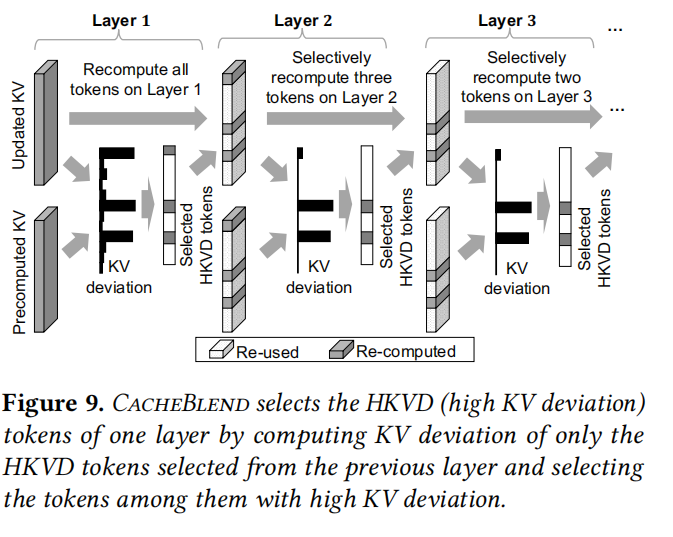 Layer 1
Layer 2
Layer 3
...
Recompute all
tokens on Layer 1
Selectively
recompute three
tokens on Layer 2
Selectively
recompute two
tokens on Layer 3
...
Updated KV
Precomputed KV
KV
deviation
Selected
HKVD tokens
KV
deviation
Selected
HKVD tokens
KV
deviation
Selected
HKVD tokens
Re-used
Re-computed
Figure 9. CACHEBLEND selects the HKVD (high KV deviation)
tokens of one layer by computing KV deviation of only the
HKVD tokens selected from the previous layer and selecting
the tokens among them with high KV deviation.